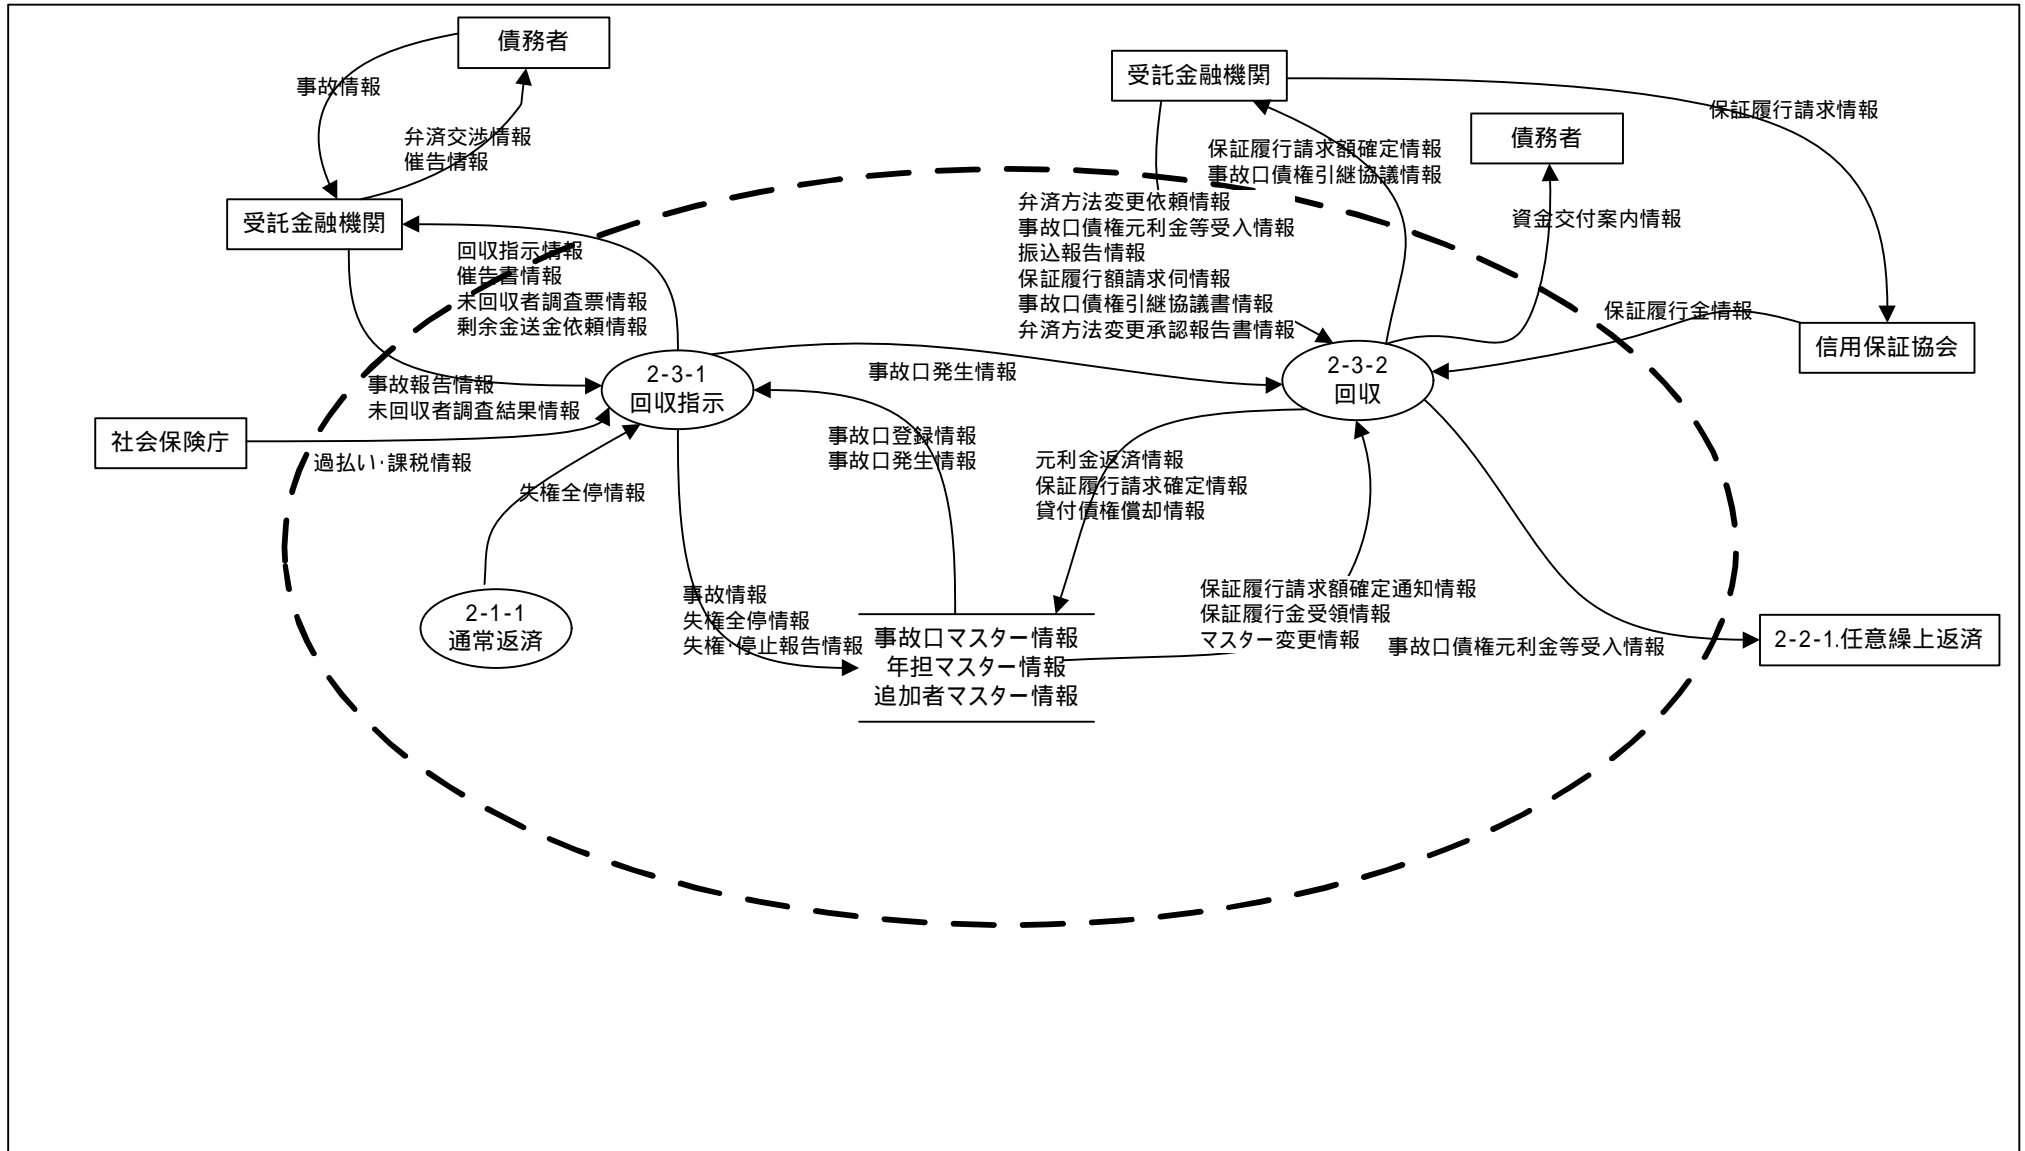 債務者
受託金融機関
事故情報
保証履行請求情報
債務者
弁済交渉情報
催告情報
保証履行請求額確定情報
事故口債権引継協議情報
受託金融機関
資金交付案内情報
弁済方法変更依頼情報
事故口債権元利金等受入情報
振込報告情報
保証履行額請求伺情報
事故口債権引継協議書情報
弁済方法変更承認報告書情報
回収指示情報
催告書情報
未回収者調査票情報
剰余金送金依頼情報
保証履行金情報
信用保証協会
2-3-1
回収指示
事故口発生情報
2-3-2
回収
事故報告情報
未回収者調査結果情報
社会保険庁
過払い・課税情報
事故口登録情報
事故口発生情報
元利金返済情報
保証履行請求確定情報
貸付債権償却情報
失権全停情報
2-1-1
通常返済
事故情報
失権全停情報
失権・停止報告情報
保証履行請求額確定通知情報
保証履行金受領情報
マスター変更情報
事故口債権元利金等受入情報
2-2-1.任意繰上返済
事故口マスター情報
年担マスター情報
追加者マスター情報